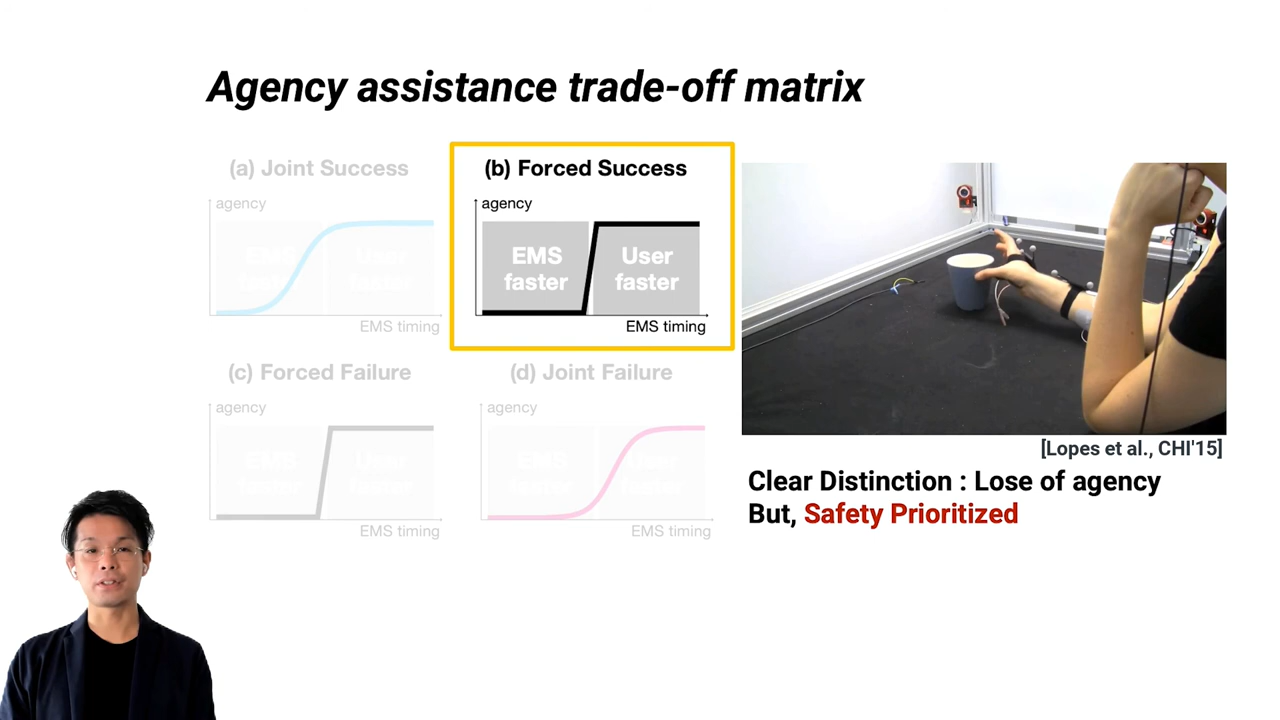 Agency assistance trade-off matrix
(a) Joint Success
agency
EMS timing
(b) Forced Success
agency
EMS
faster
User
faster
EMS timing
[Lopes et al., CHI'15]
Clear Distinction : Lose of agency
But, Safety Prioritized
(c) Forced Failure
agency
EMS timing
(d) Joint Failure
agency
EMS timing